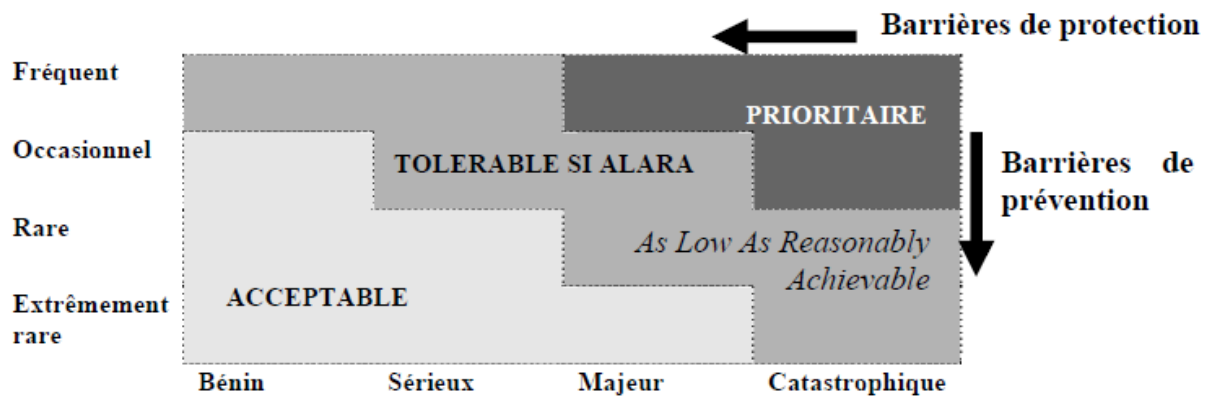 Barrières de protection
Fréquent
PRIORITAIRE
Occasionnel
TOLERABLE SI ALARA
Barrières de
prévention
Rare
As Low As Reasonably
Achievable
ACCEPTABLE
Extrêmement
rare
Bénin
Sérieux
Majeur
Catastrophique